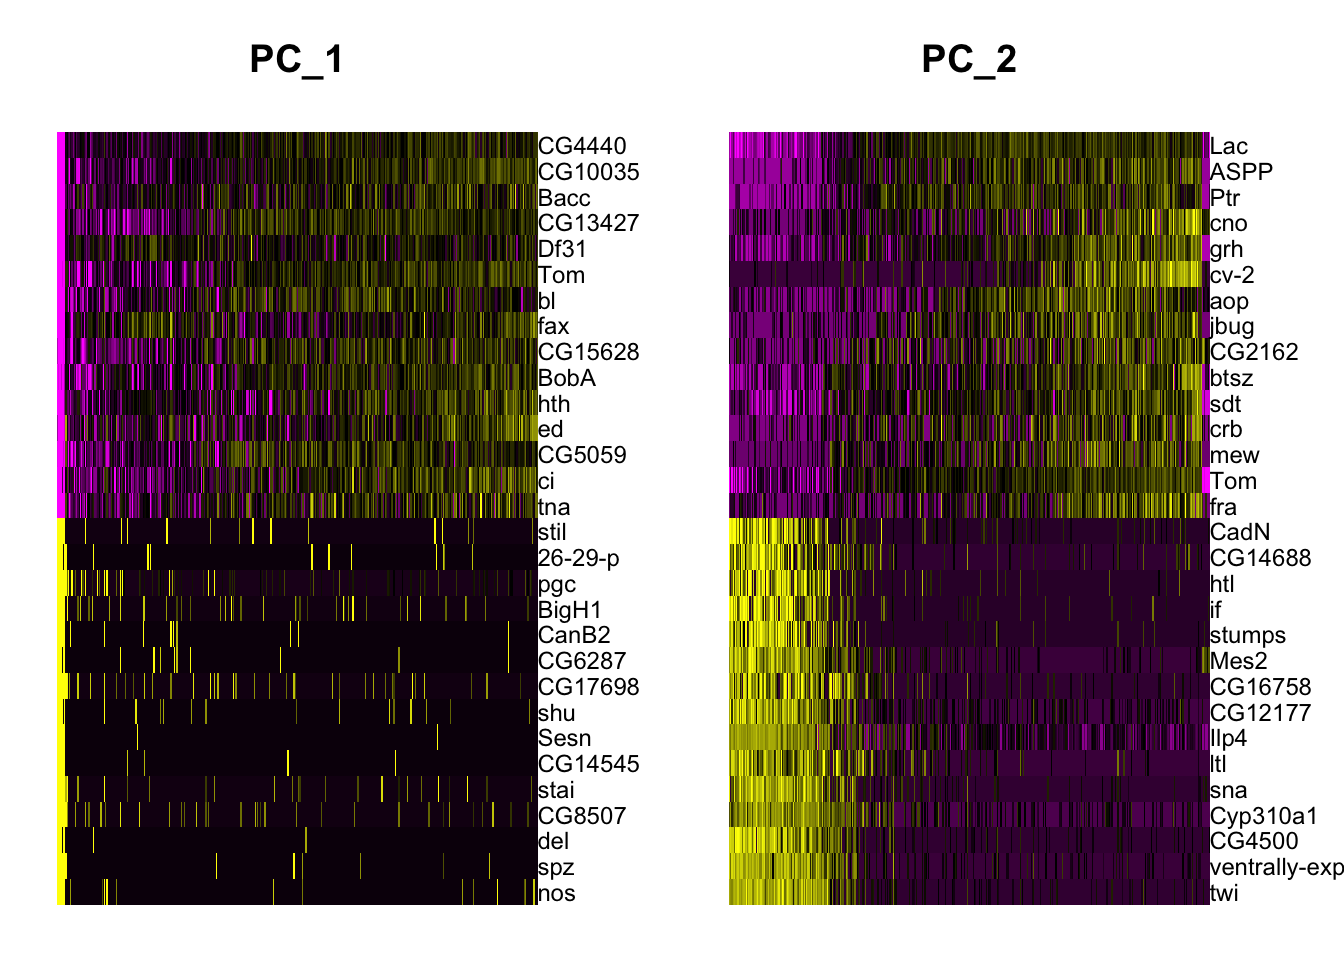 PC_1
CG4440
CG10035
Bacc
CG13427
Df31
Tom
bl
fax
CG15628
BobA
hth
ed
CG5059
ci
tna
stil
26-29-p
pgc
BigH1
CanB2
CG6287
CG17698
shu
Sesn
CG14545
stai
CG8507
del
spz
nos
PC_2
Lac
ASPP
Ptr
cno
grh
cv-2
aop
ibug
CG2162
btsz
sdt
crb
mew
Tom
fra
CadN
CG14688
htl
if
stumps
Mes2
CG16758
CG12177
Ilp4
ltl
sna
Cyp310a1
CG4500
ventrally-exp
twi